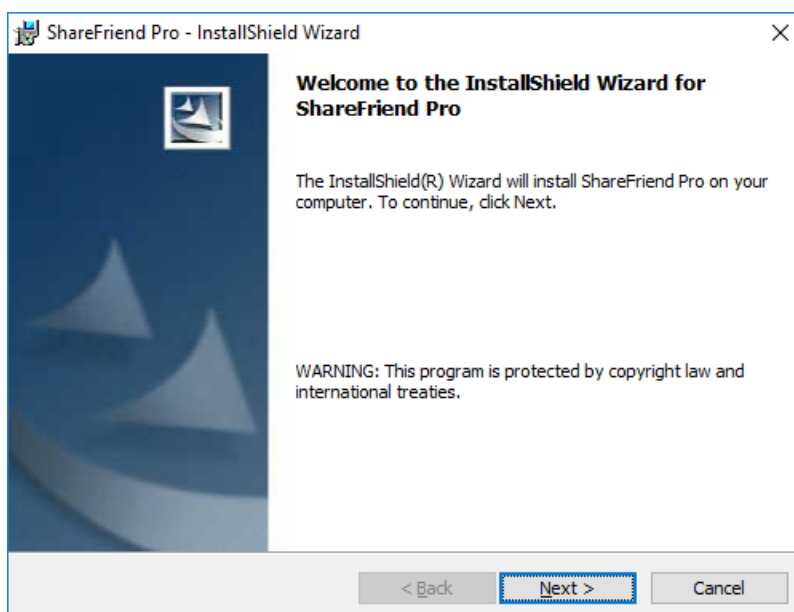 ShareFriend Pro - InstallShield Wizard
Welcome to the InstallShield Wizard for
ShareFriend Pro
The InstallShield(R) Wizard will install ShareFriend Pro on your
computer. To continue, click Next.
WARNING: This program is protected by copyright law and
international treaties.
< Back
Next >
Cancel